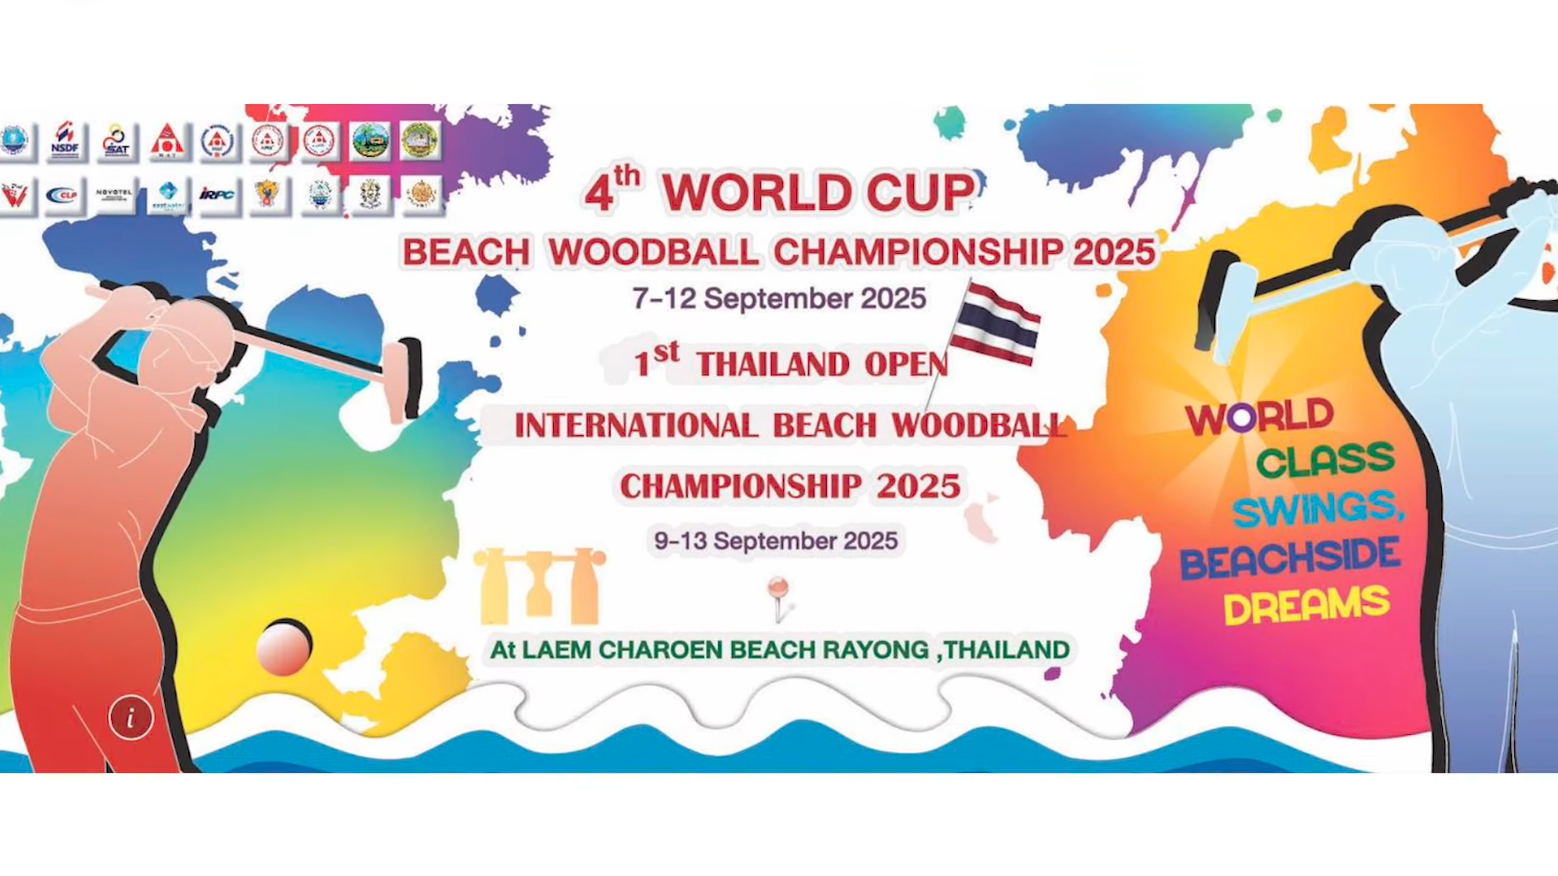 NSDF
SAT
CLP
NOVOTEL
IRPC
4th WORLD CUP
BEACH WOODBALL CHAMPIONSHIP 2025
7-12 September 2025
1st THAILAND OPEN
INTERNATIONAL BEACH WOODBALL
CHAMPIONSHIP 2025
9-13 September 2025
At LAEM CHAROEN BEACH RAYONG ,THAILAND
WORLD
CLASS
SWINGS,
BEACHSIDE
DREAMS
i